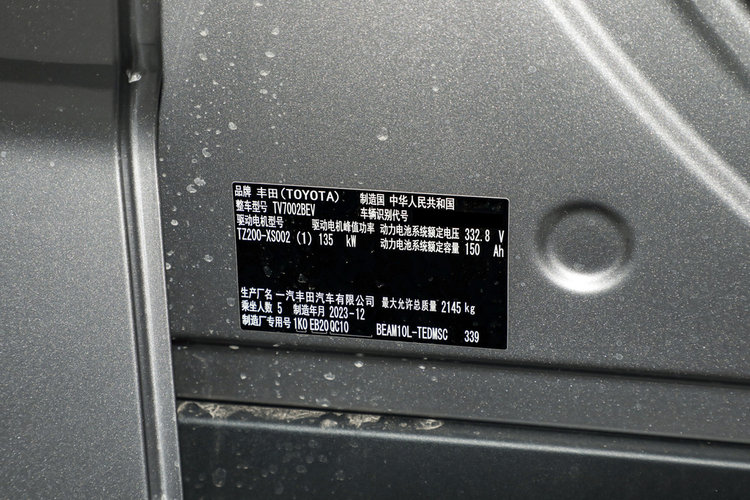 品牌 丰田(TOYOTA) 制造国 中华人民共和国
整车型号 TV7002BEV 车辆识别代号
驱动电机型号 驱动电机峰值功率 动力电池系统额定电压 332.8 V
TZ200-XS002 (1) 135 kW 动力电池系统额定容量 150 Ah
生产厂名 一汽丰田汽车有限公司 最大允许总质量 2145 kg
乘坐人数 5 制造年月 2023-12
制造厂专用号 1K0 EB20 QC10 BEAM10L-TEDMSC 339